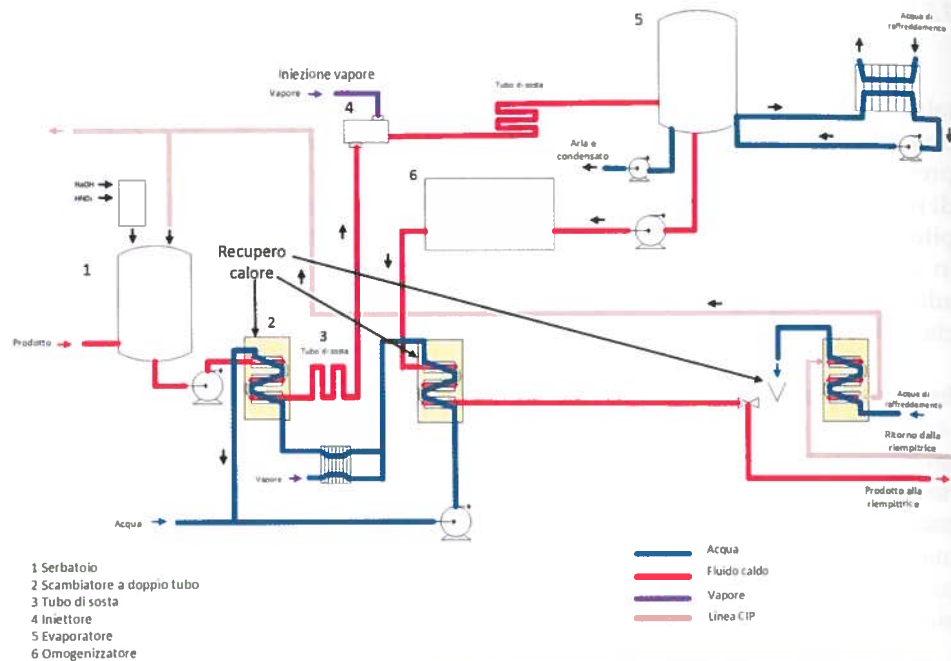 5
Acqua di
raffreddamento
Iniezione vapore
Vapore
4
Tubo di sosta
Aria e
condensato
6
NaOH
HNO₃
Recupero
calore
1
2
3
Tubo di sosta
Prodotto
Vapore
Acqua di
raffreddamento
Ritorno dalla
riempitrice
Prodotto alla
riempitrice
Acqua
1 Serbatoio
2 Scambiatore a doppio tubo
3 Tubo di sosta
4 Iniettore
5 Evaporatore
6 Omogenizzatore
Acqua
Fluido caldo
Vapore
Linea CIP